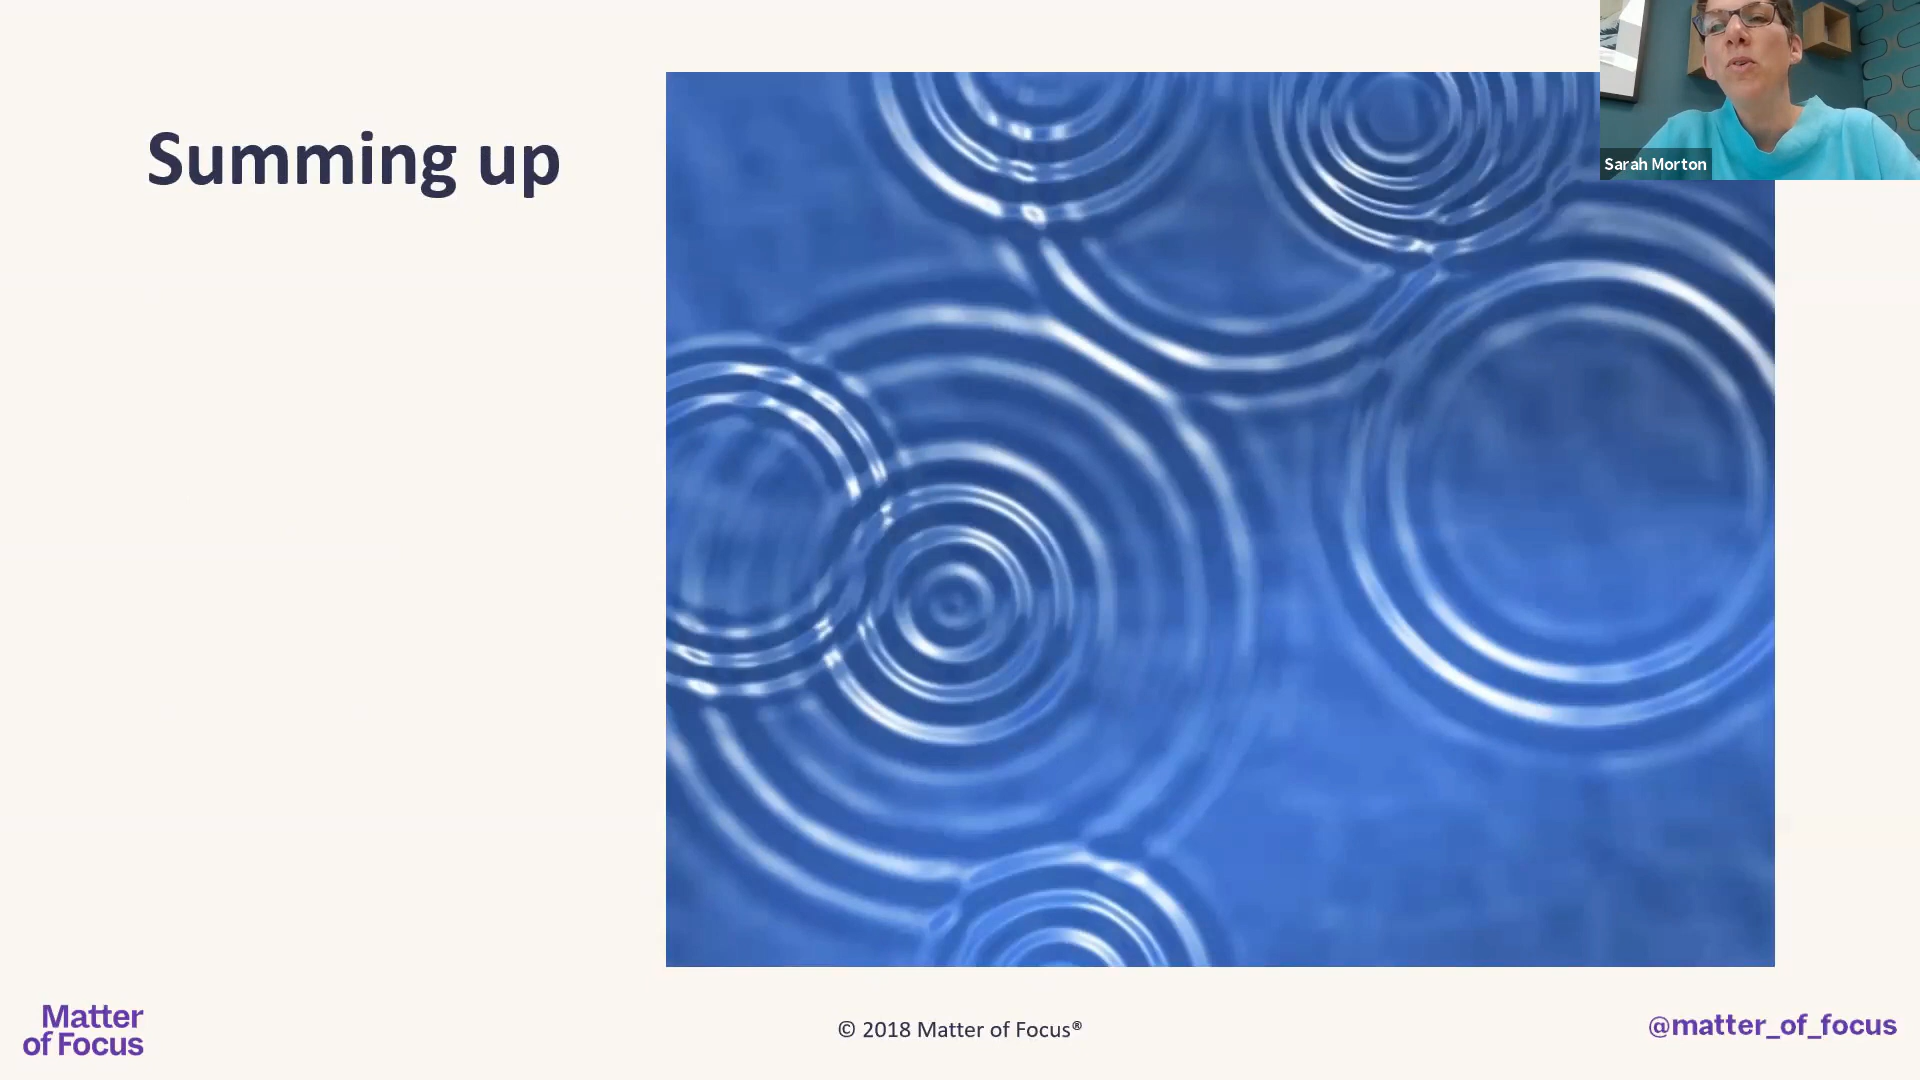 Summing up
Sarah Morton
Matter
of Focus
© 2018 Matter of Focus®
@matter_of_focus